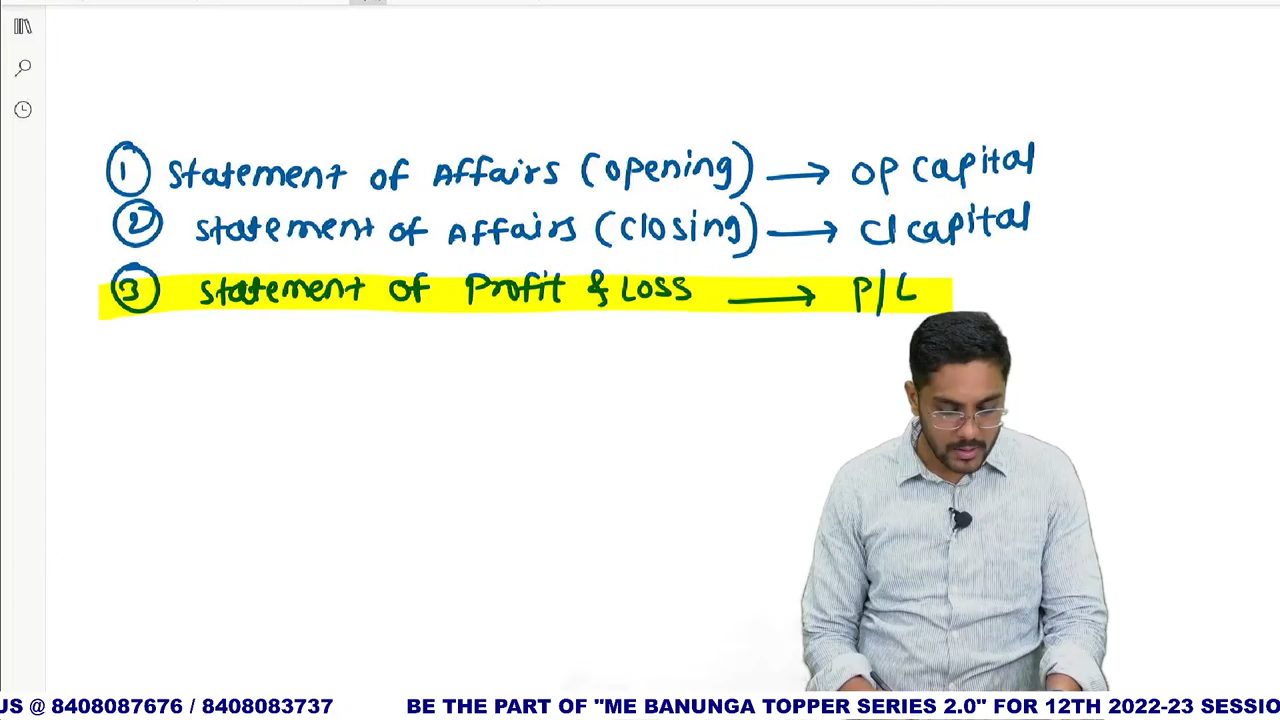 1 Statement of Affairs (opening) → op capital
2 statement of Affairs (closing) → cl capital
3 statement of Profit & Loss → P/L
US @ 8408087676 / 8408083737 BE THE PART OF "ME BANUNGA TOPPER SERIES 2.0" FOR 12TH 2022-23 SESSIO